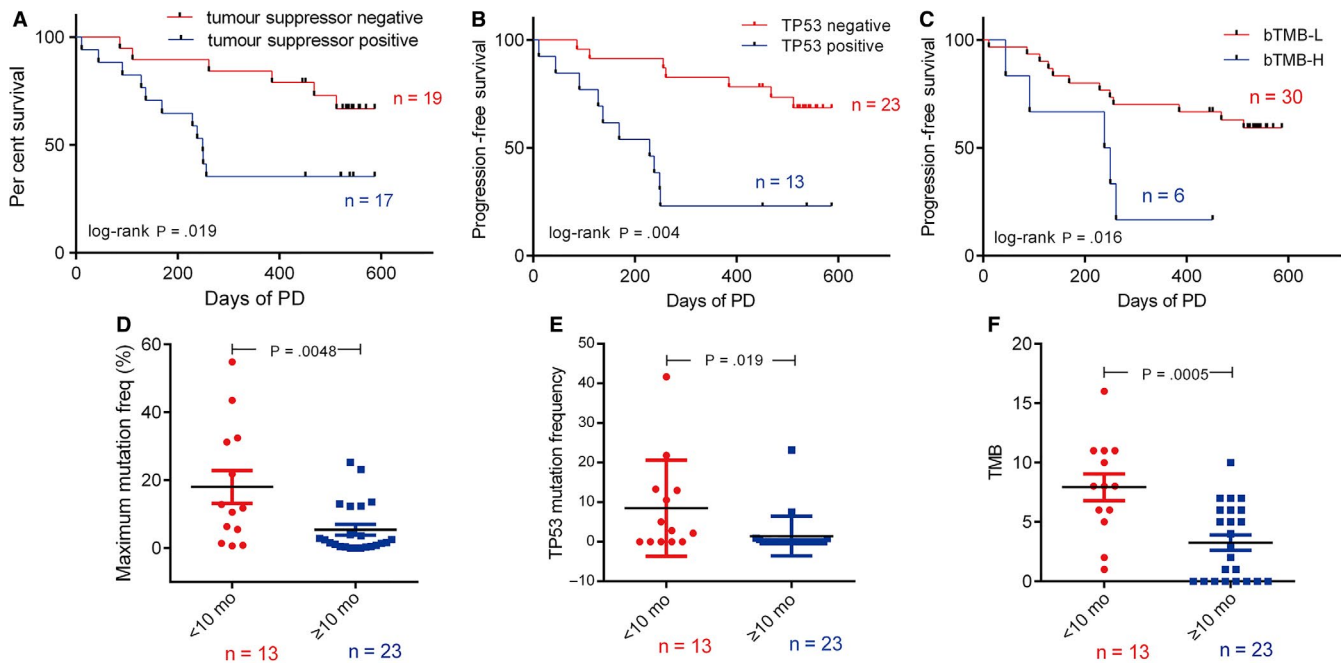 A
tumour suppressor negative
tumour suppressor positive
Per cent survival
100
50
0
n = 19
n = 17
log-rank P = .019
0 200 400 600
Days of PD
B
TP53 negative
TP53 positive
Progression-free survival
100
50
0
n = 23
n = 13
log-rank P = .004
0 200 400 600
Days of PD
C
bTMB-L
bTMB-H
Progression-free survival
100
50
0
n = 30
n = 6
log-rank P = .016
0 200 400 600
Days of PD
D
Maximum mutation freq (%)
60
40
20
0
P = .0048
<10 mo ≥10 mo
n = 13 n = 23
E
TP53 mutation frequency
50
40
30
20
10
0
−10
P = .019
<10 mo ≥10 mo
n = 13 n = 23
F
TMB
20
15
10
5
0
P = .0005
<10 mo ≥10 mo
n = 13 n = 23